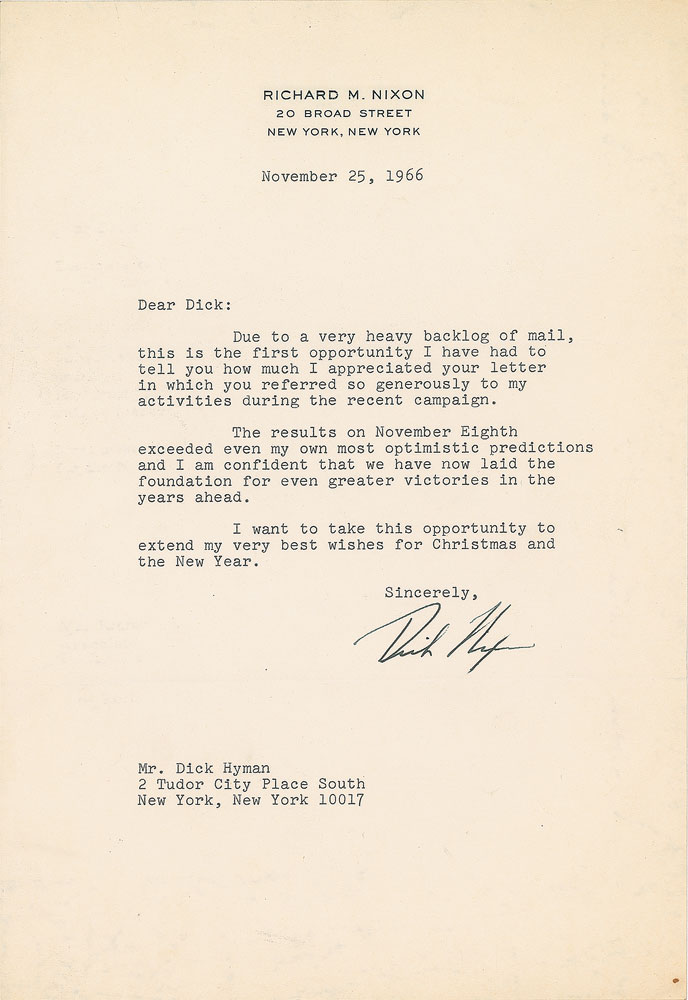 RICHARD M. NIXON
20 BROAD STREET
NEW YORK, NEW YORK
November 25, 1966
Dear Dick:
Due to a very heavy backlog of mail,
this is the first opportunity I have had to
tell you how much I appreciated your letter
in which you referred so generously to my
activities during the recent campaign.
The results on November Eighth
exceeded even my own most optimistic predictions
and I am confident that we have now laid the
foundation for even greater victories in the
years ahead.
I want to take this opportunity to
extend my very best wishes for Christmas and
the New Year.
Sincerely,
Dick Nixon
Mr. Dick Hyman
2 Tudor City Place South
New York, New York 10017